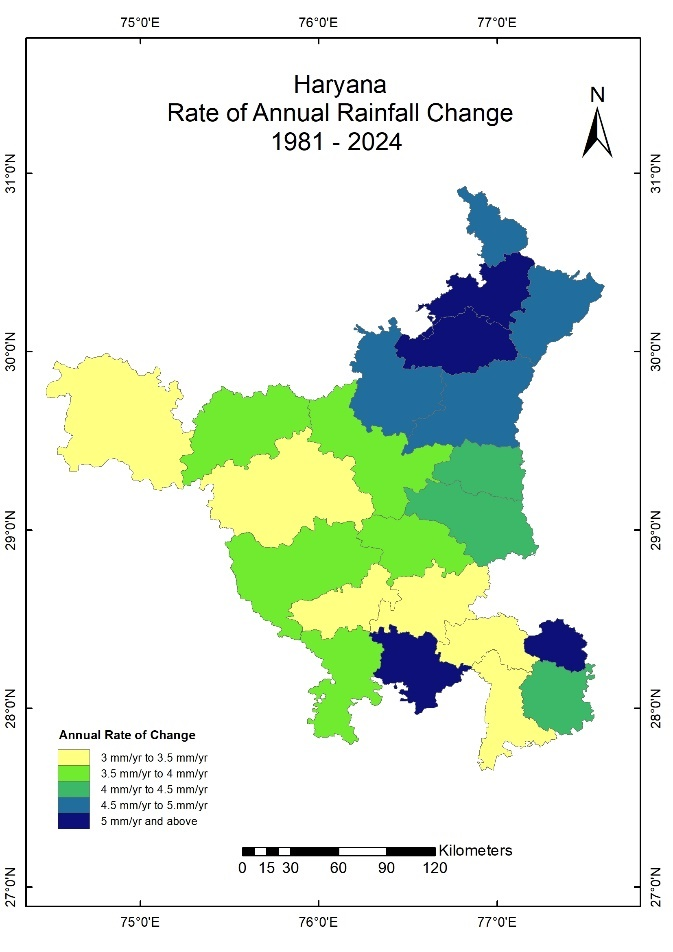 75°0'E 76°0'E 77°0'E
Haryana
Rate of Annual Rainfall Change
1981 - 2024
N
31°0'N 31°0'N
30°0'N 30°0'N
29°0'N 29°0'N
28°0'N 28°0'N
Annual Rate of Change
3 mm/yr to 3.5 mm/yr
3.5 mm/yr to 4 mm/yr
4 mm/yr to 4.5 mm/yr
4.5 mm/yr to 5.mm/yr
5 mm/yr and above
Kilometers
0 15 30 60 90 120
27°0'N 27°0'N
75°0'E 76°0'E 77°0'E